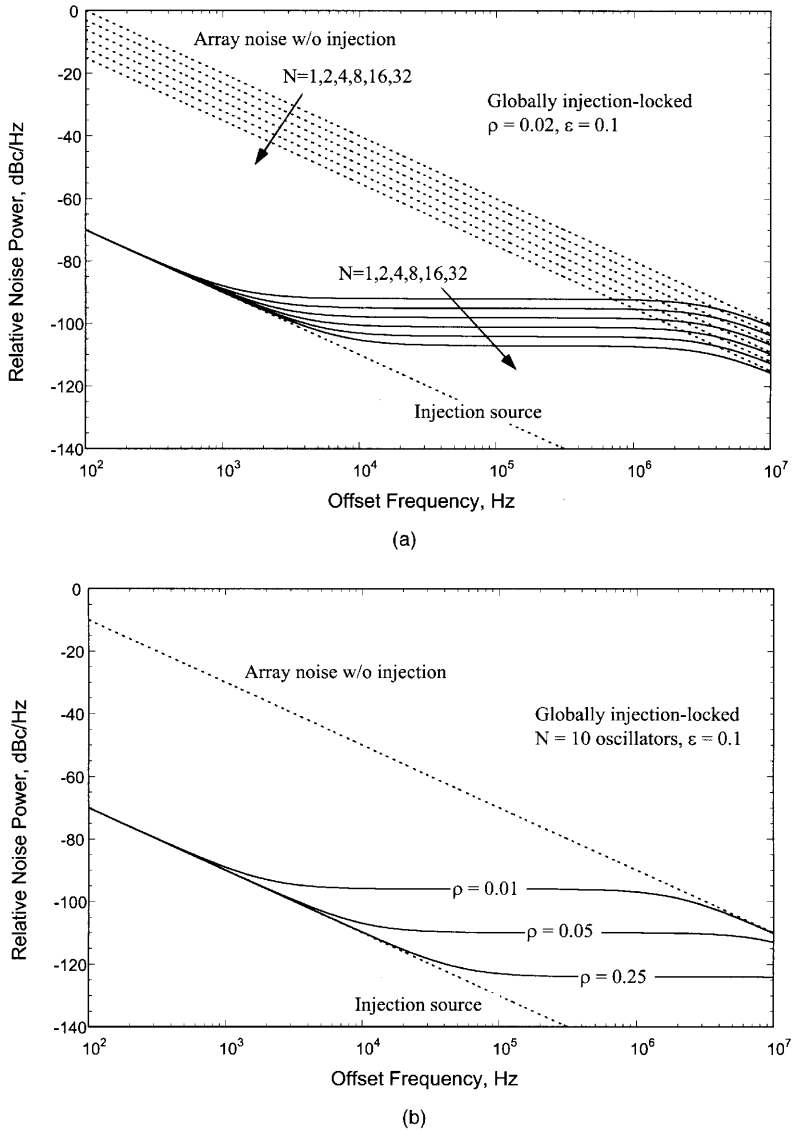 0
-20
-40
-60
-80
-100
-120
-140
Relative Noise Power, dBc/Hz
Array noise w/o injection
N=1,2,4,8,16,32
Globally injection-locked
ρ = 0.02, ε = 0.1
N=1,2,4,8,16,32
Injection source
10² 10³ 10⁴ 10⁵ 10⁶ 10⁷
Offset Frequency, Hz
(a)
0
-20
-40
-60
-80
-100
-120
-140
Relative Noise Power, dBc/Hz
Array noise w/o injection
Globally injection-locked
N = 10 oscillators, ε = 0.1
ρ = 0.01
ρ = 0.05
ρ = 0.25
Injection source
10² 10³ 10⁴ 10⁵ 10⁶ 10⁷
Offset Frequency, Hz
(b)